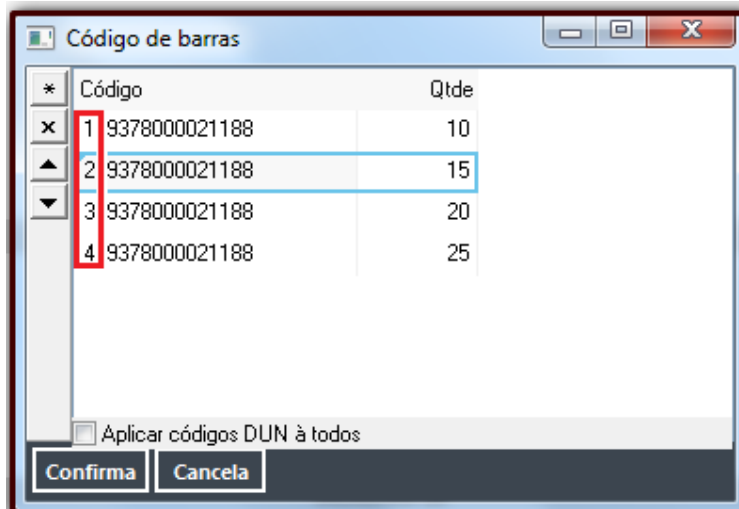 Código de barras
Código Qtde
1 9378000021188 10
2 9378000021188 15
3 9378000021188 20
4 9378000021188 25
Aplicar códigos DUN à todos
Confirma Cancela